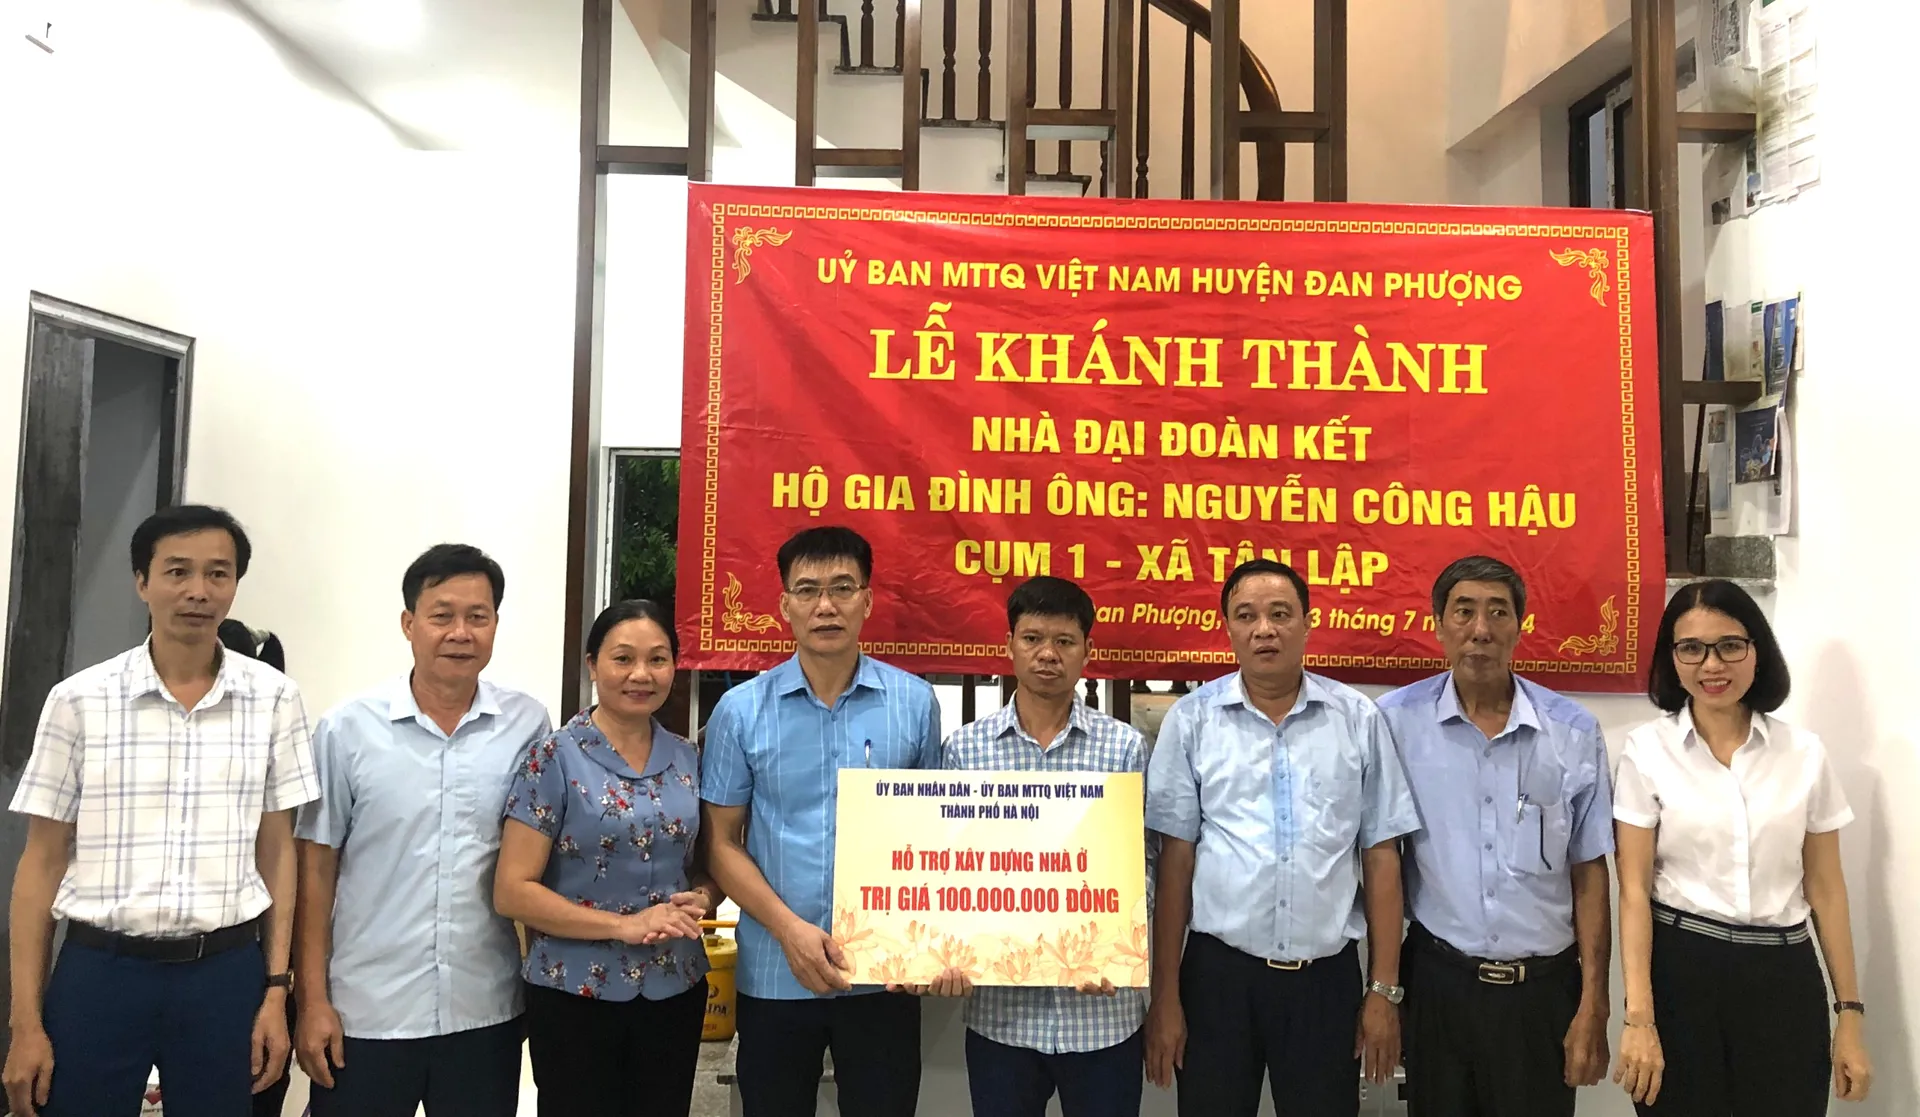 UỶ BAN MTTQ VIỆT NAM HUYỆN ĐAN PHƯỢNG
LỄ KHÁNH THÀNH
NHÀ ĐẠI ĐOÀN KẾT
HỘ GIA ĐÌNH ÔNG: NGUYỄN CÔNG HẬU
CỤM 1 - XÃ TÂN LẬP
Phượng, 3 tháng 7
ỦY BAN NHÂN DÂN - ỦY BAN MTTQ VIỆT NAM
THÀNH PHỐ HÀ NỘI
HỖ TRỢ XÂY DỰNG NHÀ Ở
TRỊ GIÁ 100.000.000 ĐỒNG